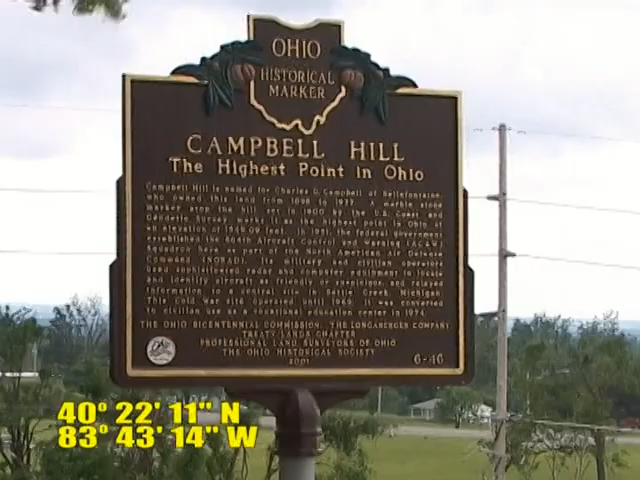 OHIO
HISTORICAL
MARKER
CAMPBELL HILL
The Highest Point in Ohio
Campbell Hill is named for Charles D. Campbell of Bellefontaine,
who owned this land from 1898 to 1937. A marble stone
marker atop the hill, set in 1900 by the U.S. Coast and
Geodetic Survey, marks it as the highest point in Ohio at
an elevation of 1549.09 feet. In 1951, the federal government
established the 664th Aircraft Control and Warning (AC&W)
Squadron here as part of the North American Air Defense
Command (NORAD). The military and civilian operators
used sophisticated radar and computer equipment to locate
and identify aircraft as friendly or suspicious and relayed
information to a central site in Battle Creek, Michigan.
This Cold War site operated until 1969. It was converted
to civilian use as a vocational education center in 1974.
THE OHIO BICENTENNIAL COMMISSION, THE LONGABERGER COMPANY
TREATY/LANDS CHAPTER
PROFESSIONAL LAND SURVEYORS OF OHIO
THE OHIO HISTORICAL SOCIETY
2001
6-46
40° 22' 11" N
83° 43' 14" W